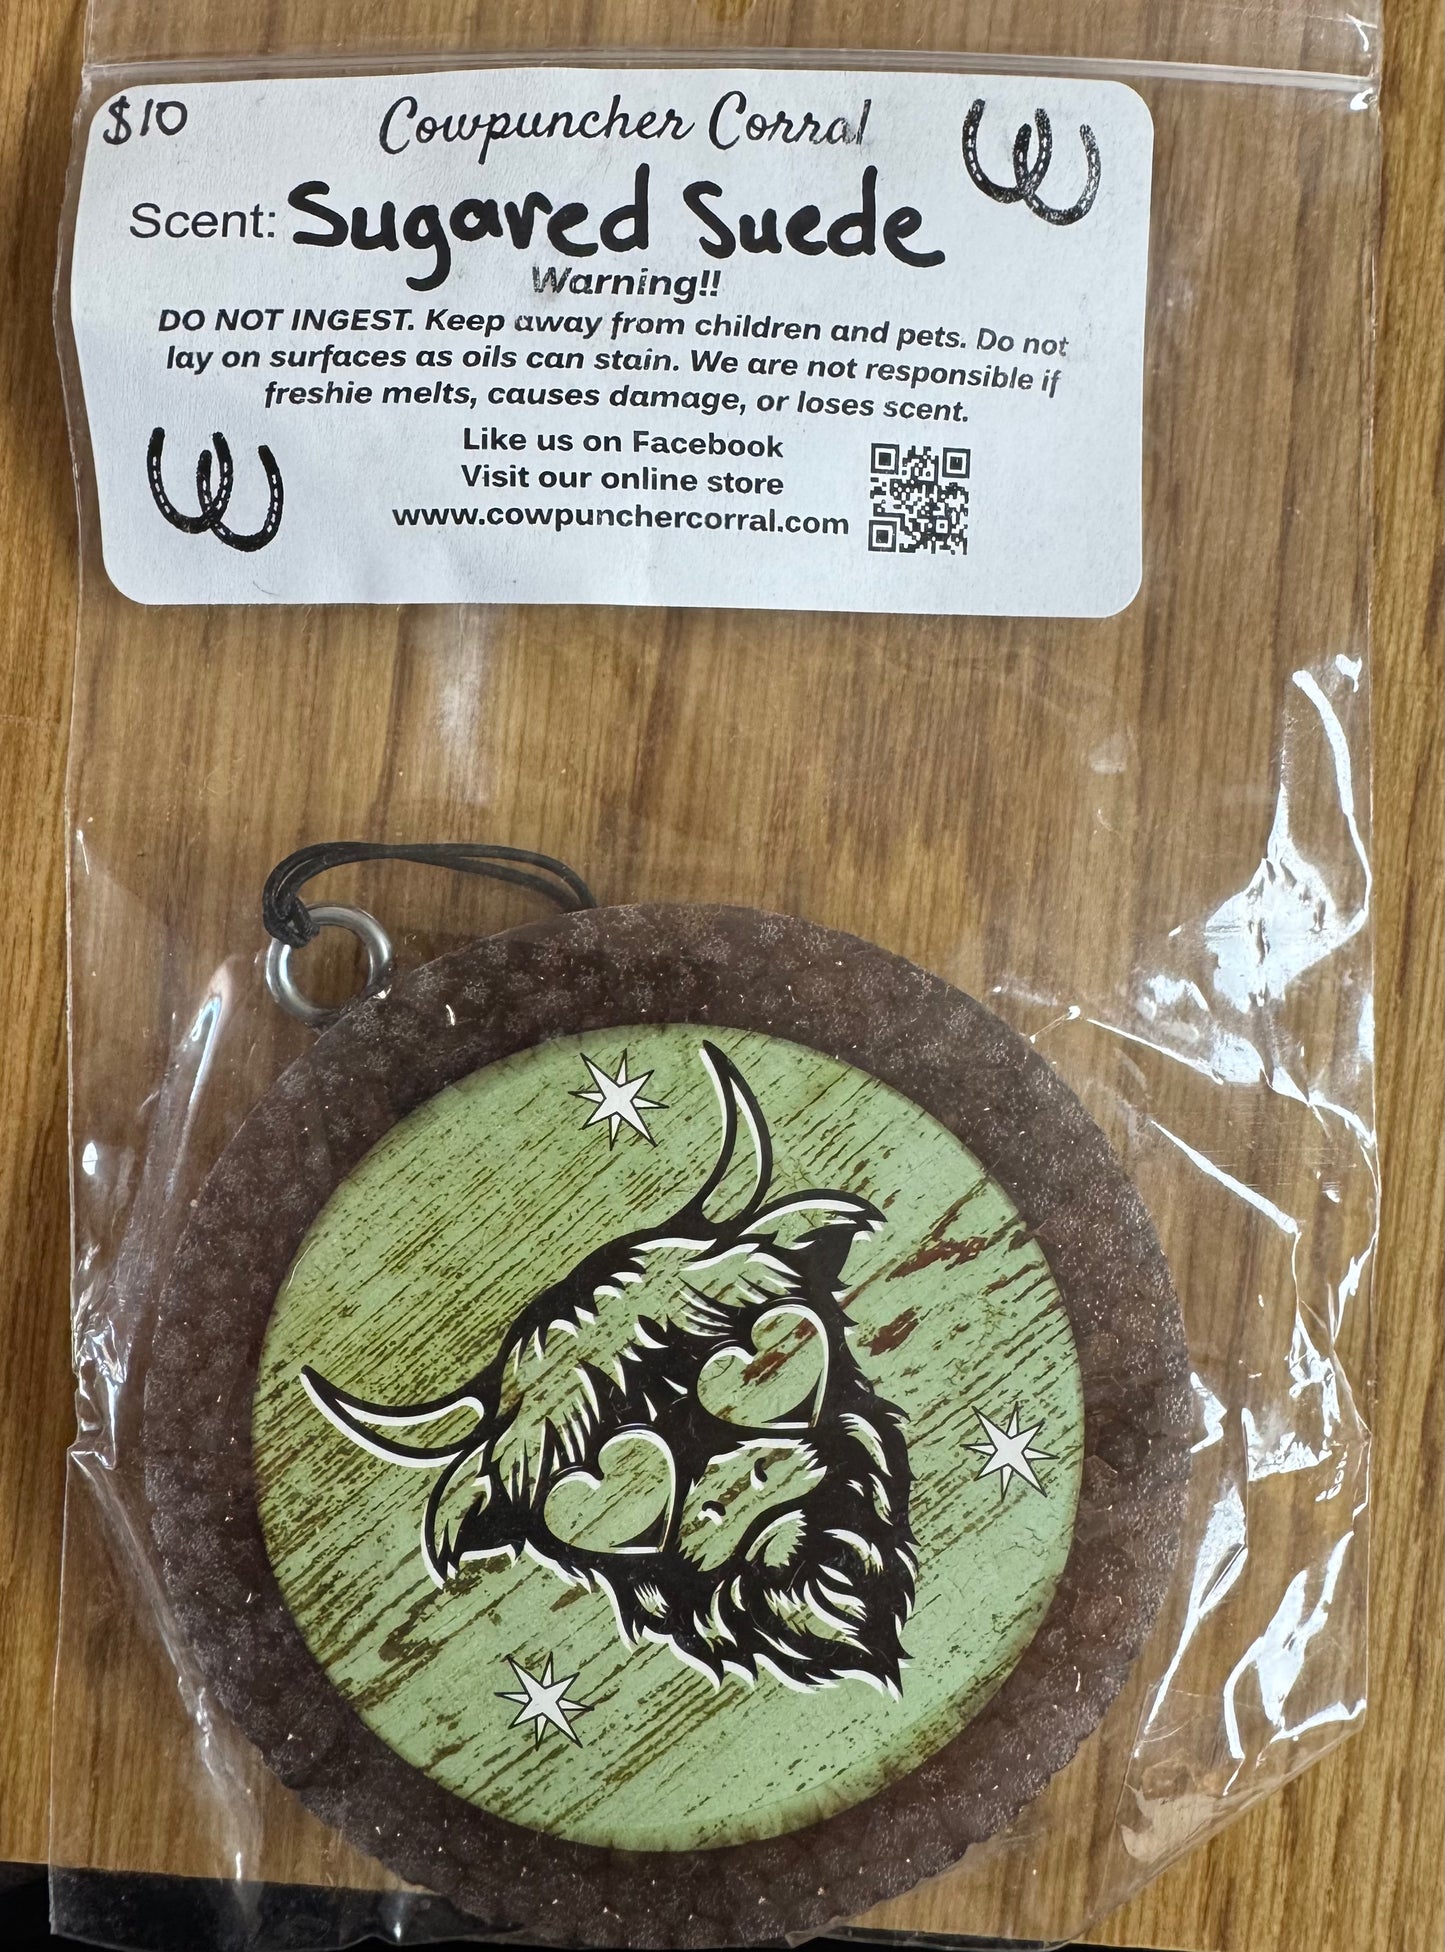 $10
Cowpuncher Corral
Scent: Sugared Suede
Warning!!
DO NOT INGEST. Keep away from children and pets. Do not
lay on surfaces as oils can stain. We are not responsible if
freshie melts, causes damage, or loses scent.
Like us on Facebook
Visit our online store
www.cowpunchercorral.com